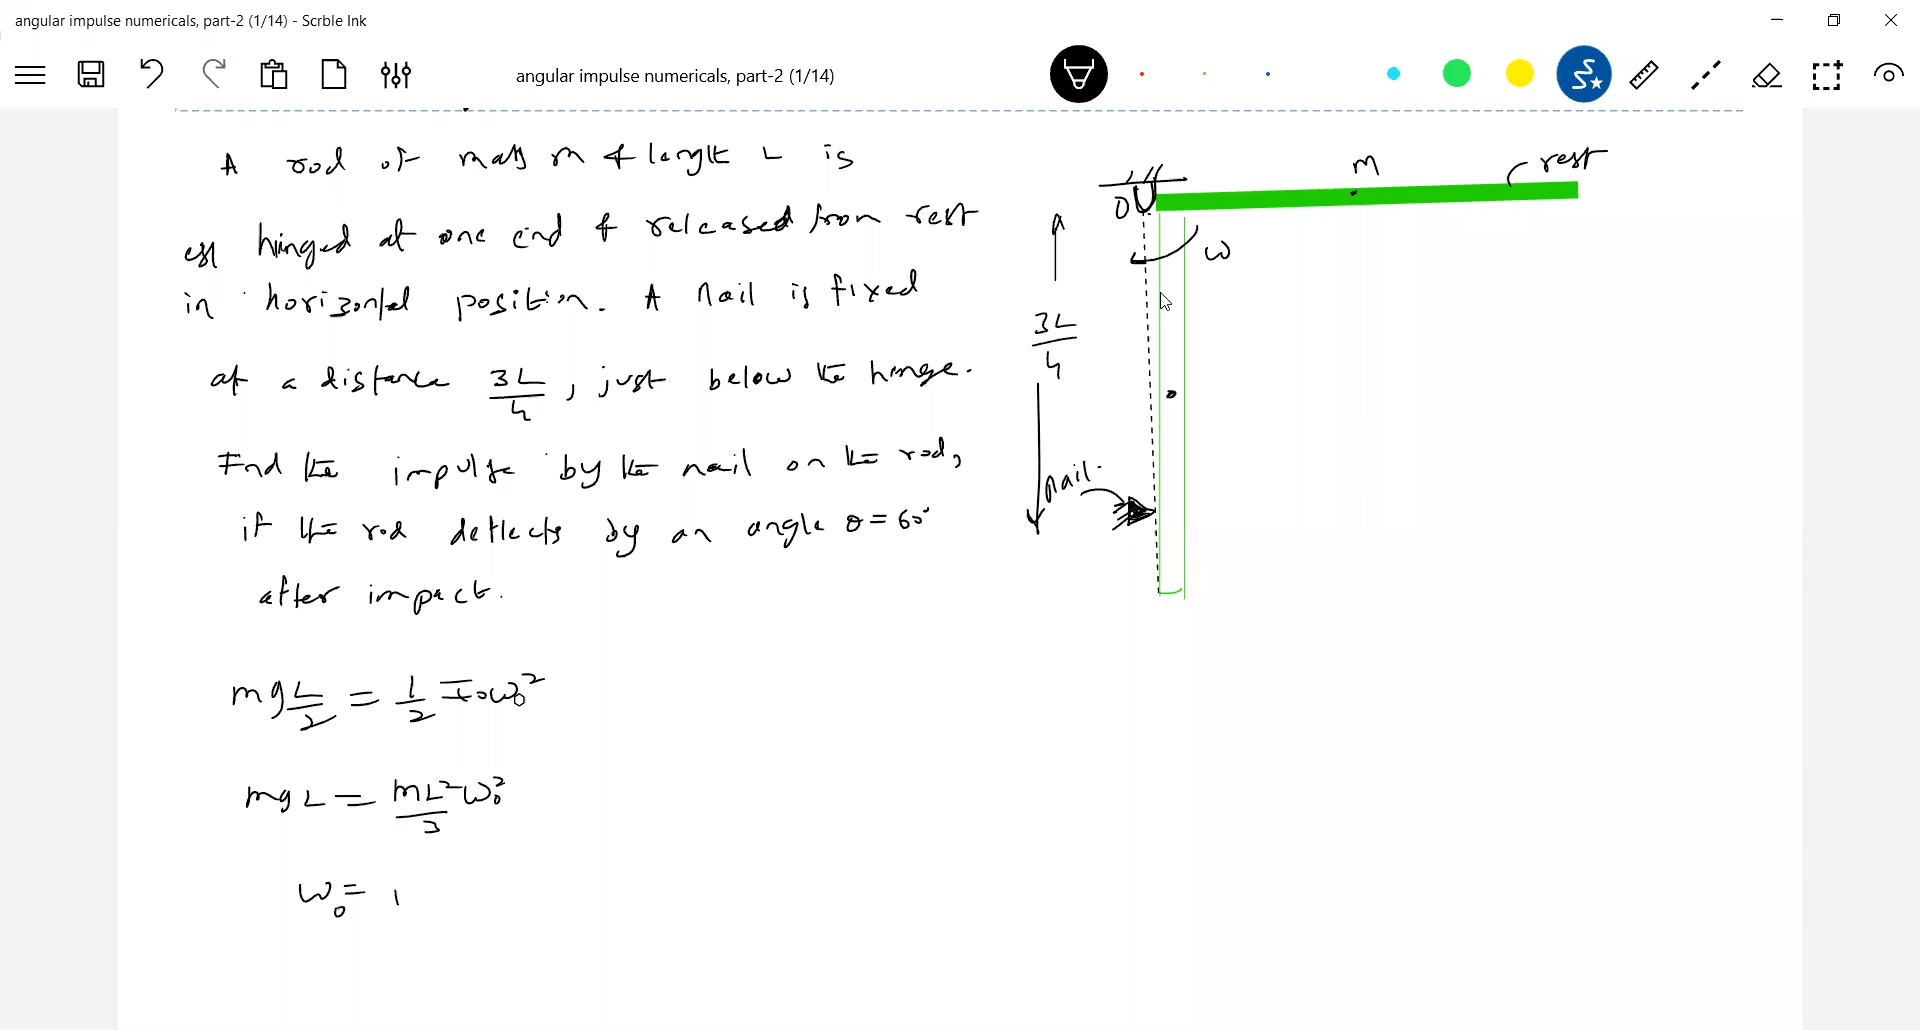 angular impulse numericals, part-2 (1/14) - Scrble Ink
angular impulse numericals, part-2 (1/14)
A rod of mass m & length L is
hinged at one end & released from rest
in horizontal position. A nail is fixed
at a distance 3L/4, just below the hinge.
Find the impulse by the nail on the rod,
if the rod deflects by an angle θ = 60°
after impact.
mg L/2 = 1/2 I₀ω₀²
mgL = mL²/3 ω₀²
ω₀ =
O
m
rest
ω
3L/4
nail